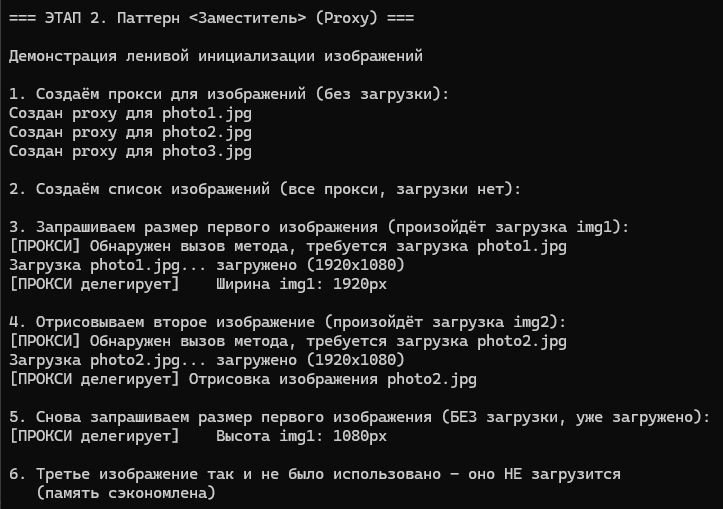 === ЭТАП 2. Паттерн <Заместитель> (Proxy) ===
Демонстрация ленивой инициализации изображений
1. Создаём прокси для изображений (без загрузки):
Создан proxy для photo1.jpg
Создан proxy для photo2.jpg
Создан proxy для photo3.jpg
2. Создаём список изображений (все прокси, загрузки нет):
3. Запрашиваем размер первого изображения (произойдёт загрузка img1):
[ПРОКСИ] Обнаружен вызов метода, требуется загрузка photo1.jpg
Загрузка photo1.jpg... загружено (1920x1080)
[ПРОКСИ делегирует]    Ширина img1: 1920px
4. Отрисовываем второе изображение (произойдёт загрузка img2):
[ПРОКСИ] Обнаружен вызов метода, требуется загрузка photo2.jpg
Загрузка photo2.jpg... загружено (1920x1080)
[ПРОКСИ делегирует] Отрисовка изображения photo2.jpg
5. Снова запрашиваем размер первого изображения (БЕЗ загрузки, уже загружено):
[ПРОКСИ делегирует]    Высота img1: 1080px
6. Третье изображение так и не было использовано – оно НЕ загрузится
(память сэкономлена)